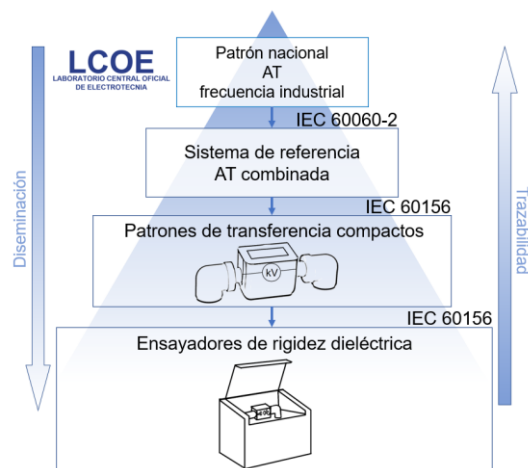 LCOE
LABORATORIO CENTRAL OFICIAL
DE ELECTROTECNIA
Patrón nacional
AT
frecuencia industrial
IEC 60060-2
Sistema de referencia
AT combinada
IEC 60156
Patrones de transferencia compactos
kV
IEC 60156
Ensayadores de rigidez dieléctrica
Diseminación
Trazabilidad